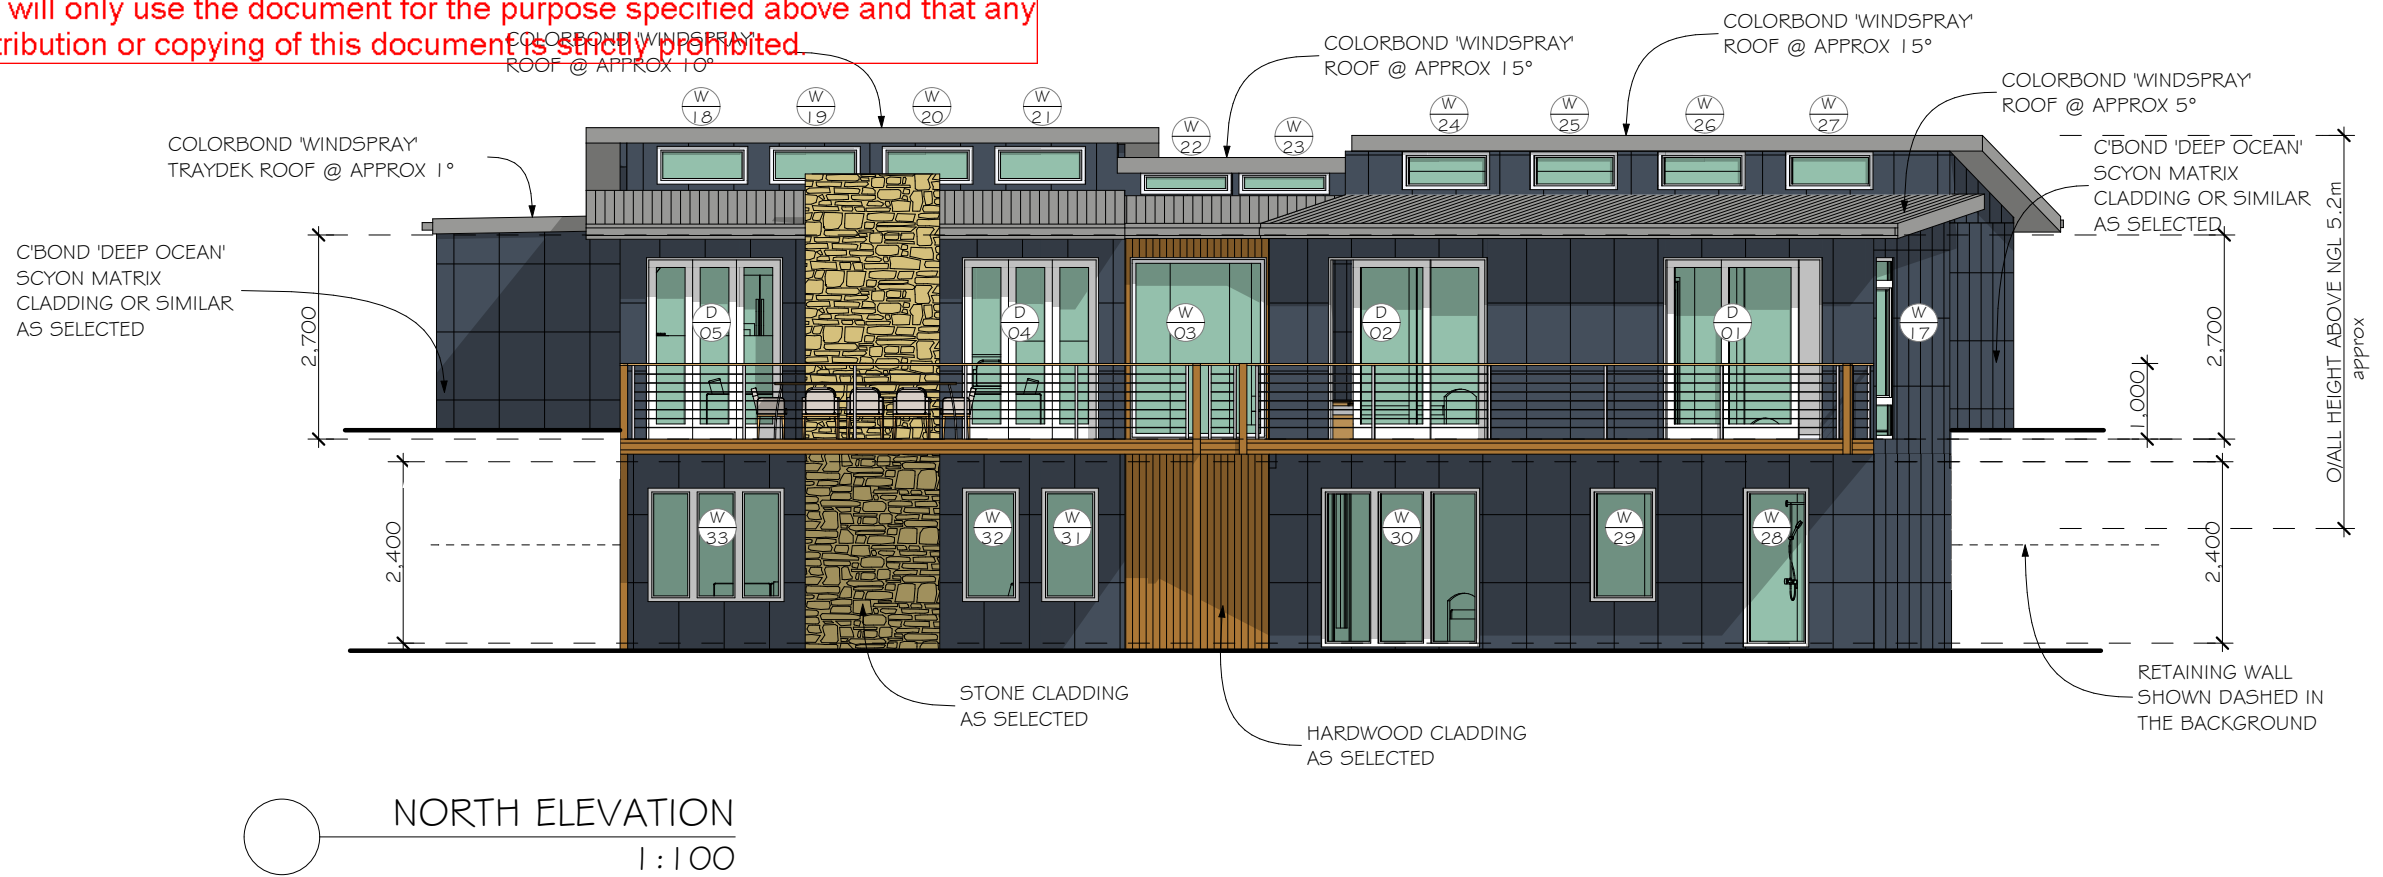 will only use the document for the purpose specified above and that any
tribution or copying of this document is strictly prohibited.
COLORBOND 'WINDSPRAY'
ROOF @ APPROX 10°
COLORBOND 'WINDSPRAY'
ROOF @ APPROX 15°
COLORBOND 'WINDSPRAY'
ROOF @ APPROX 15°
COLORBOND 'WINDSPRAY'
ROOF @ APPROX 5°
COLORBOND 'WINDSPRAY'
TRAYDEK ROOF @ APPROX 1°
C'BOND 'DEEP OCEAN'
SCYON MATRIX
CLADDING OR SIMILAR
AS SELECTED
C'BOND 'DEEP OCEAN'
SCYON MATRIX
CLADDING OR SIMILAR
AS SELECTED
W
18
W
19
W
20
W
21
W
22
W
23
W
24
W
25
W
26
W
27
D
05
D
04
W
03
D
02
D
01
W
17
W
33
W
32
W
31
W
30
W
29
W
28
2,700
2,400
2,700
1,000
2,400
O/ALL HEIGHT ABOVE NGL 5.2m
approx
STONE CLADDING
AS SELECTED
HARDWOOD CLADDING
AS SELECTED
RETAINING WALL
SHOWN DASHED IN
THE BACKGROUND
NORTH ELEVATION
1:100